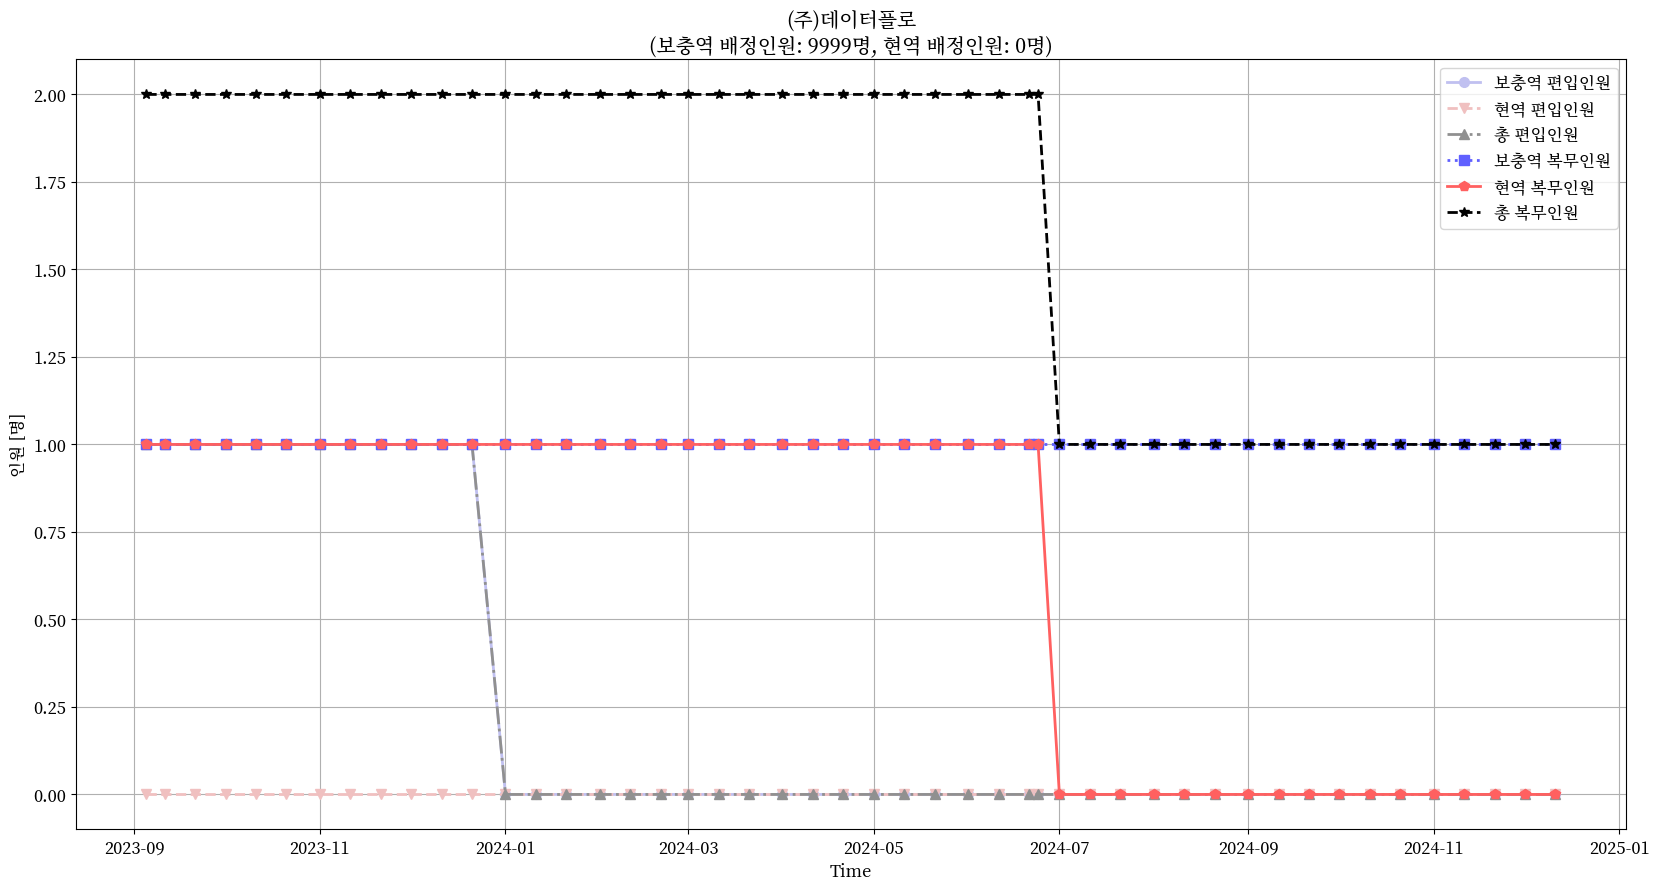 (주)데이터플로
(보충역 배정인원: 9999명, 현역 배정인원: 0명)
보충역 편입인원
현역 편입인원
총 편입인원
보충역 복무인원
현역 복무인원
총 복무인원
인원 [명]
2.00
1.75
1.50
1.25
1.00
0.75
0.50
0.25
0.00
2023-09 2023-11 2024-01 2024-03 2024-05 2024-07 2024-09 2024-11 2025-01
Time